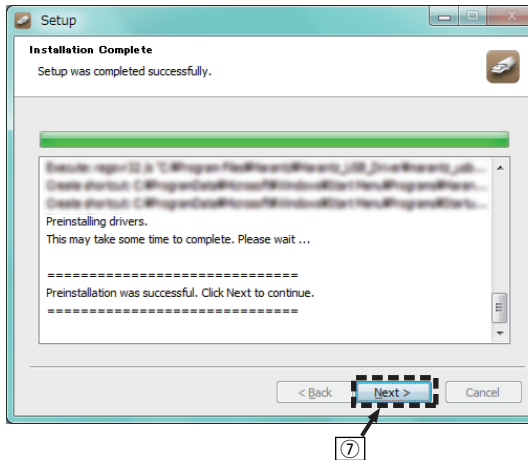 Setup
Installation Complete
Setup was completed successfully.
Preinstalling drivers.
This may take some time to complete. Please wait ...
==============================
Preinstallation was successful. Click Next to continue.
==============================
< Back
Next >
Cancel
⑦